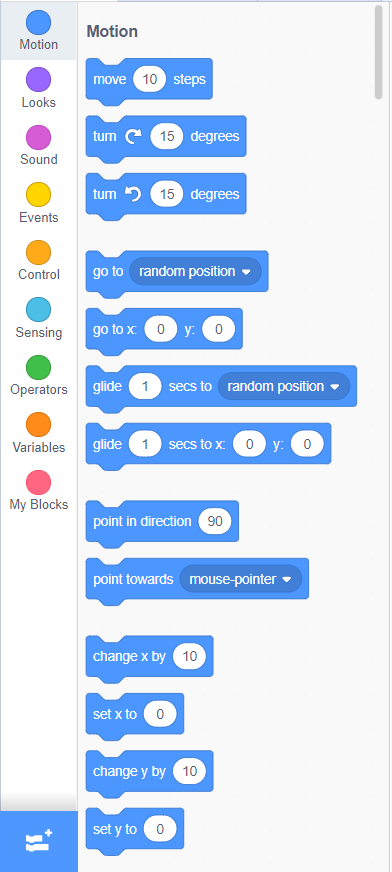 Motion
Looks
Sound
Events
Control
Sensing
Operators
Variables
My Blocks
Motion
move 10 steps
turn 15 degrees
turn 15 degrees
go to random position
go to x: 0 y: 0
glide 1 secs to random position
glide 1 secs to x: 0 y: 0
point in direction 90
point towards mouse-pointer
change x by 10
set x to 0
change y by 10
set y to 0